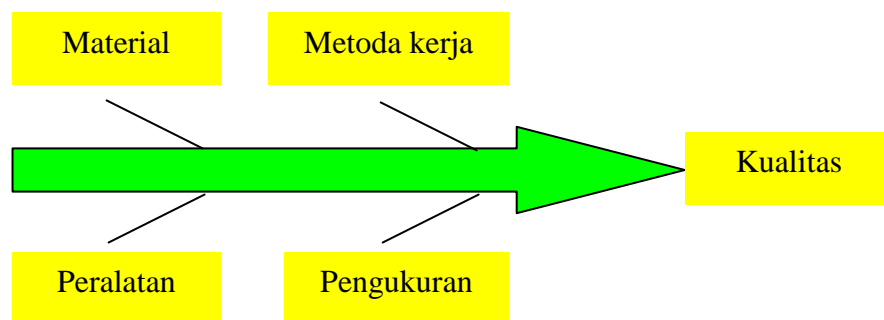 Material
Metoda kerja
Kualitas
Peralatan
Pengukuran